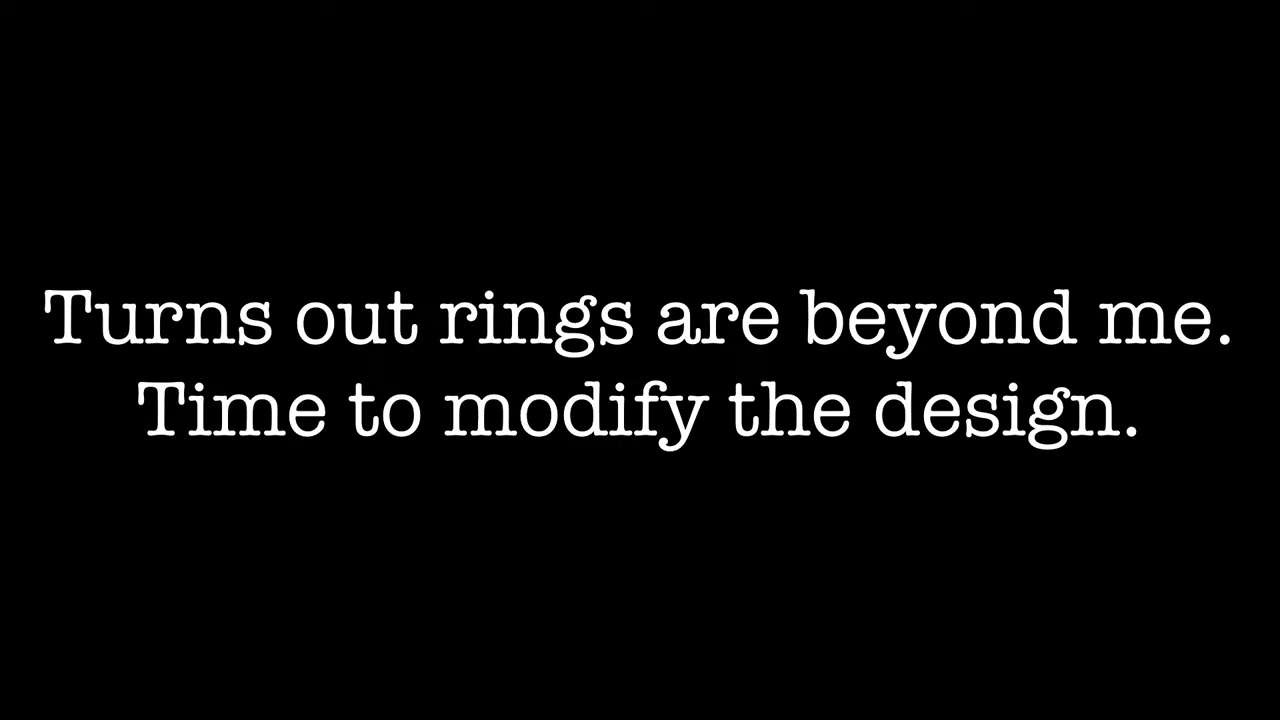 Turns out rings are beyond me.
Time to modify the design.